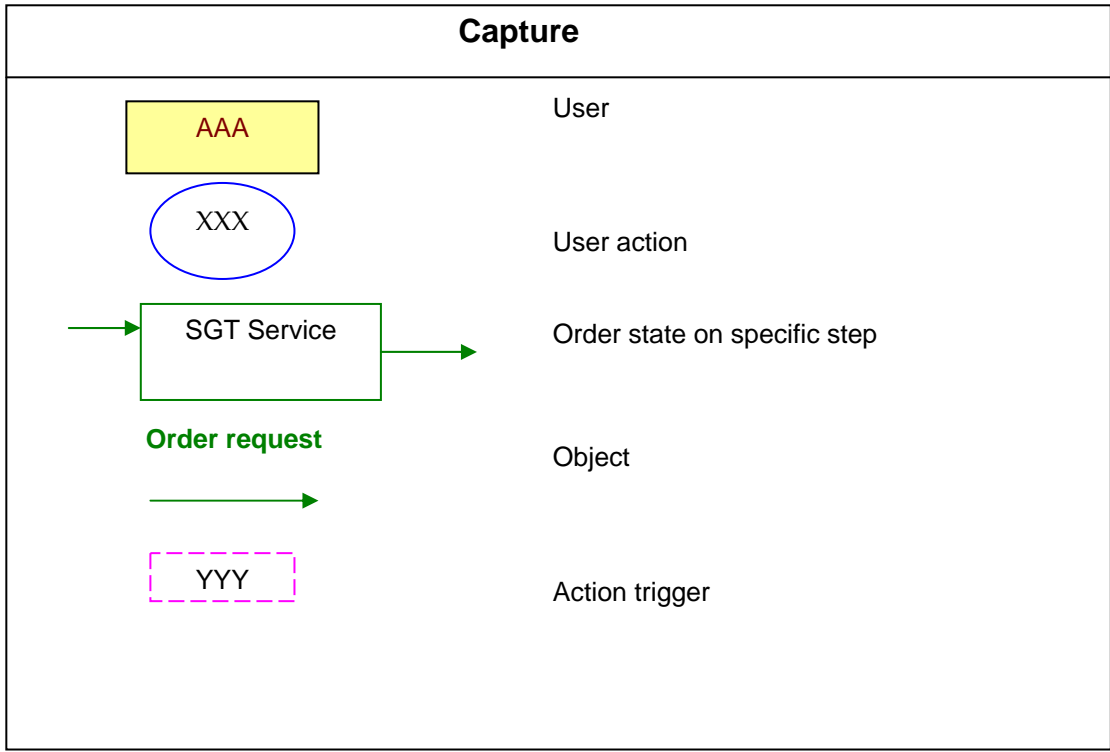 Capture
AAA
User
XXX
User action
SGT Service
Order state on specific step
Order request
Object
YYY
Action trigger